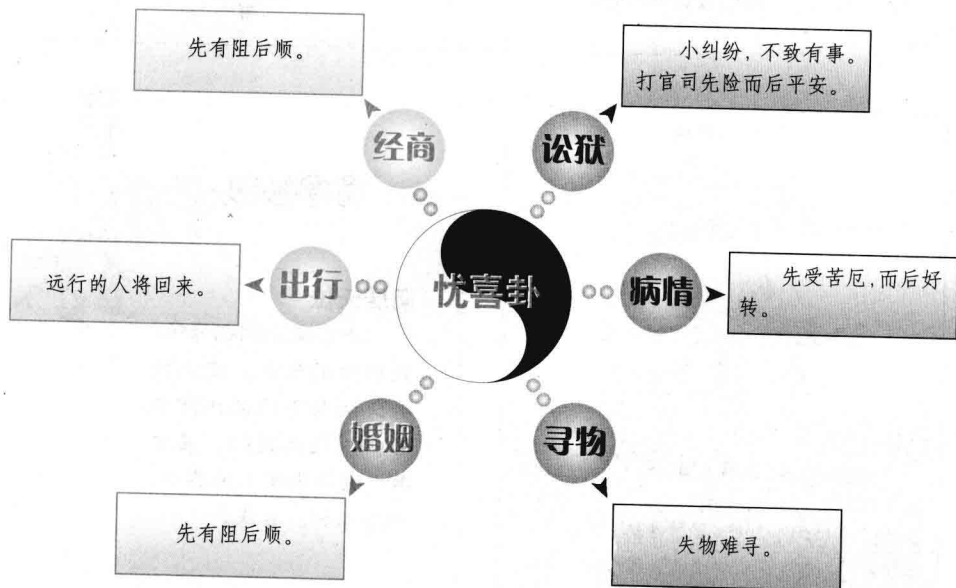 先有阻后顺。
小纠纷，不致有事。
打官司先险而后平安。
经商
讼狱
远行的人将回来。
出行
忧喜卦
病情
先受苦厄，而后好
转。
婚姻
寻物
先有阻后顺。
失物难寻。